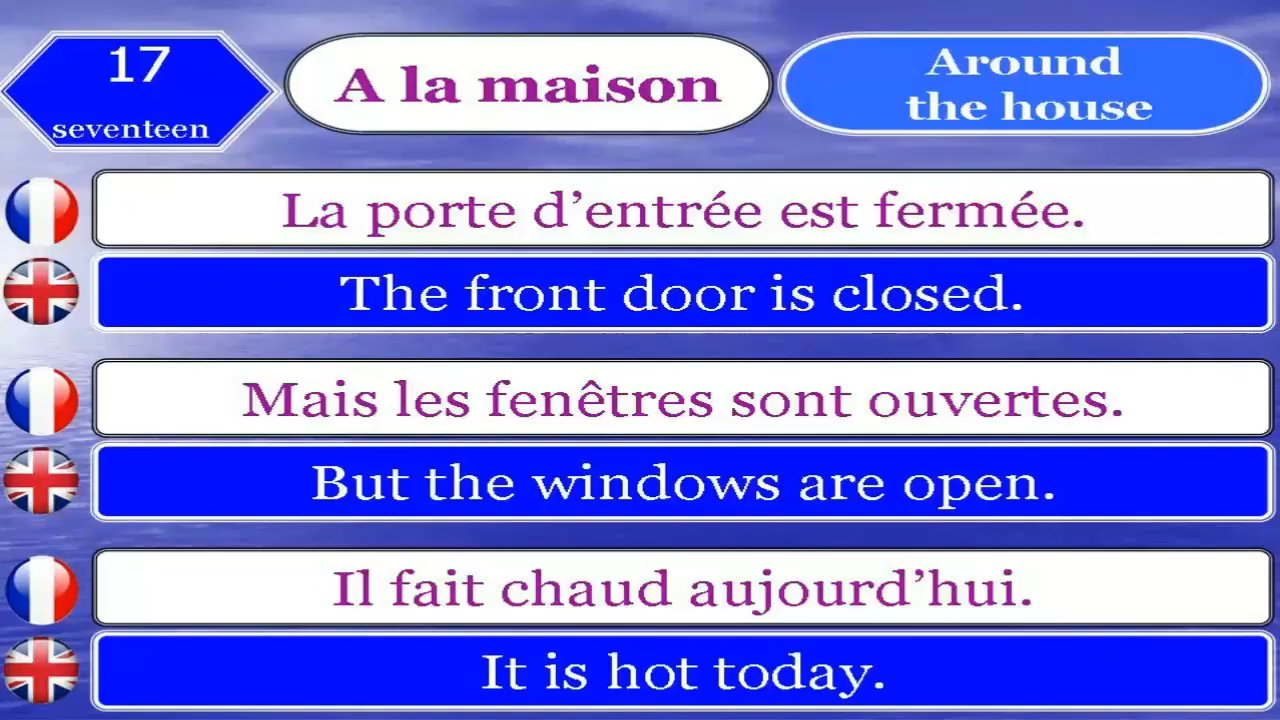 17
seventeen
A la maison
Around
the house
La porte d’entrée est fermée.
The front door is closed.
Mais les fenêtres sont ouvertes.
But the windows are open.
Il fait chaud aujourd’hui.
It is hot today.